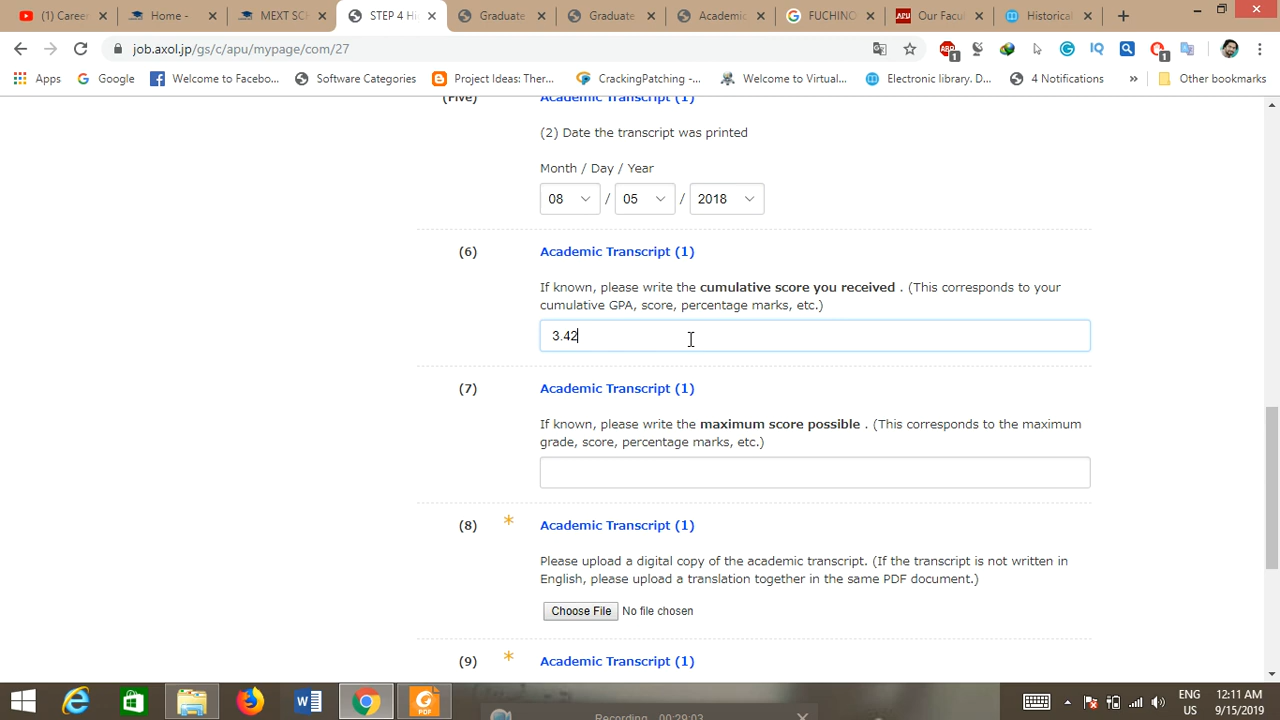 (1) Career
Home -
MEXT SCH
STEP 4 Hi
Graduate
Graduate
Academic
FUCHINO
Our Facu
Historical
job.axol.jp/gs/c/apu/mypage/com/27
Apps
Google
Welcome to Facebo...
Software Categories
Project Ideas: Ther...
CrackingPatching -...
Welcome to Virtual...
Electronic library. D...
4 Notifications
»
Other bookmarks
(Five) Academic Transcript (1)
(2) Date the transcript was printed
Month / Day / Year
08 / 05 / 2018
(6) Academic Transcript (1)
If known, please write the cumulative score you received . (This corresponds to your
cumulative GPA, score, percentage marks, etc.)
3.42
(7) Academic Transcript (1)
If known, please write the maximum score possible . (This corresponds to the maximum
grade, score, percentage marks, etc.)
(8) * Academic Transcript (1)
Please upload a digital copy of the academic transcript. (If the transcript is not written in
English, please upload a translation together in the same PDF document.)
Choose File No file chosen
(9) * Academic Transcript (1)
ENG 12:11 AM
US 9/15/2019
Recording 00:29:03